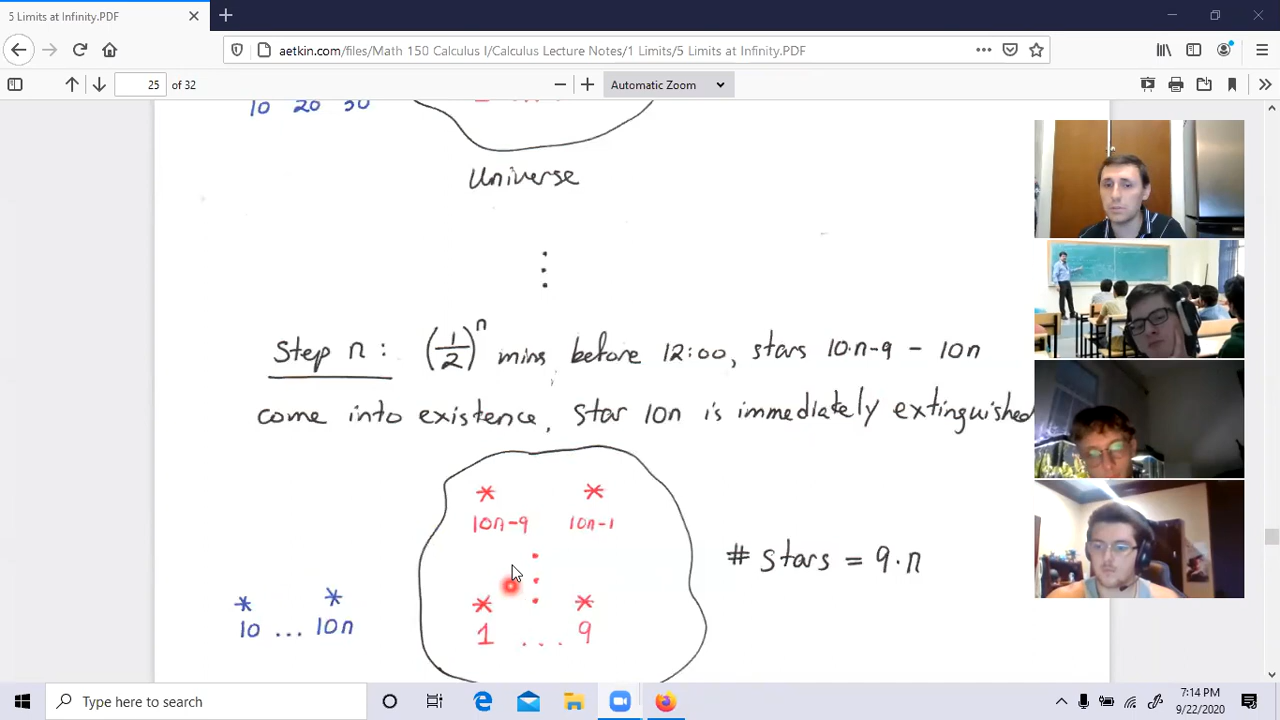 5 Limits at Infinity.PDF
aetkin.com/files/Math 150 Calculus I/Calculus Lecture Notes/1 Limits/5 Limits at Infinity.PDF
25 of 32
Automatic Zoom
10 20 30
Universe
Step n: (1/2)^n mins before 12:00, stars 10·n-9 - 10n
come into existence, star 10n is immediately extinguished
* *
10n-9 10n-1
# stars = 9·n
* * * *
10 ... 10n 1 ... 9
Type here to search
7:14 PM
9/22/2020